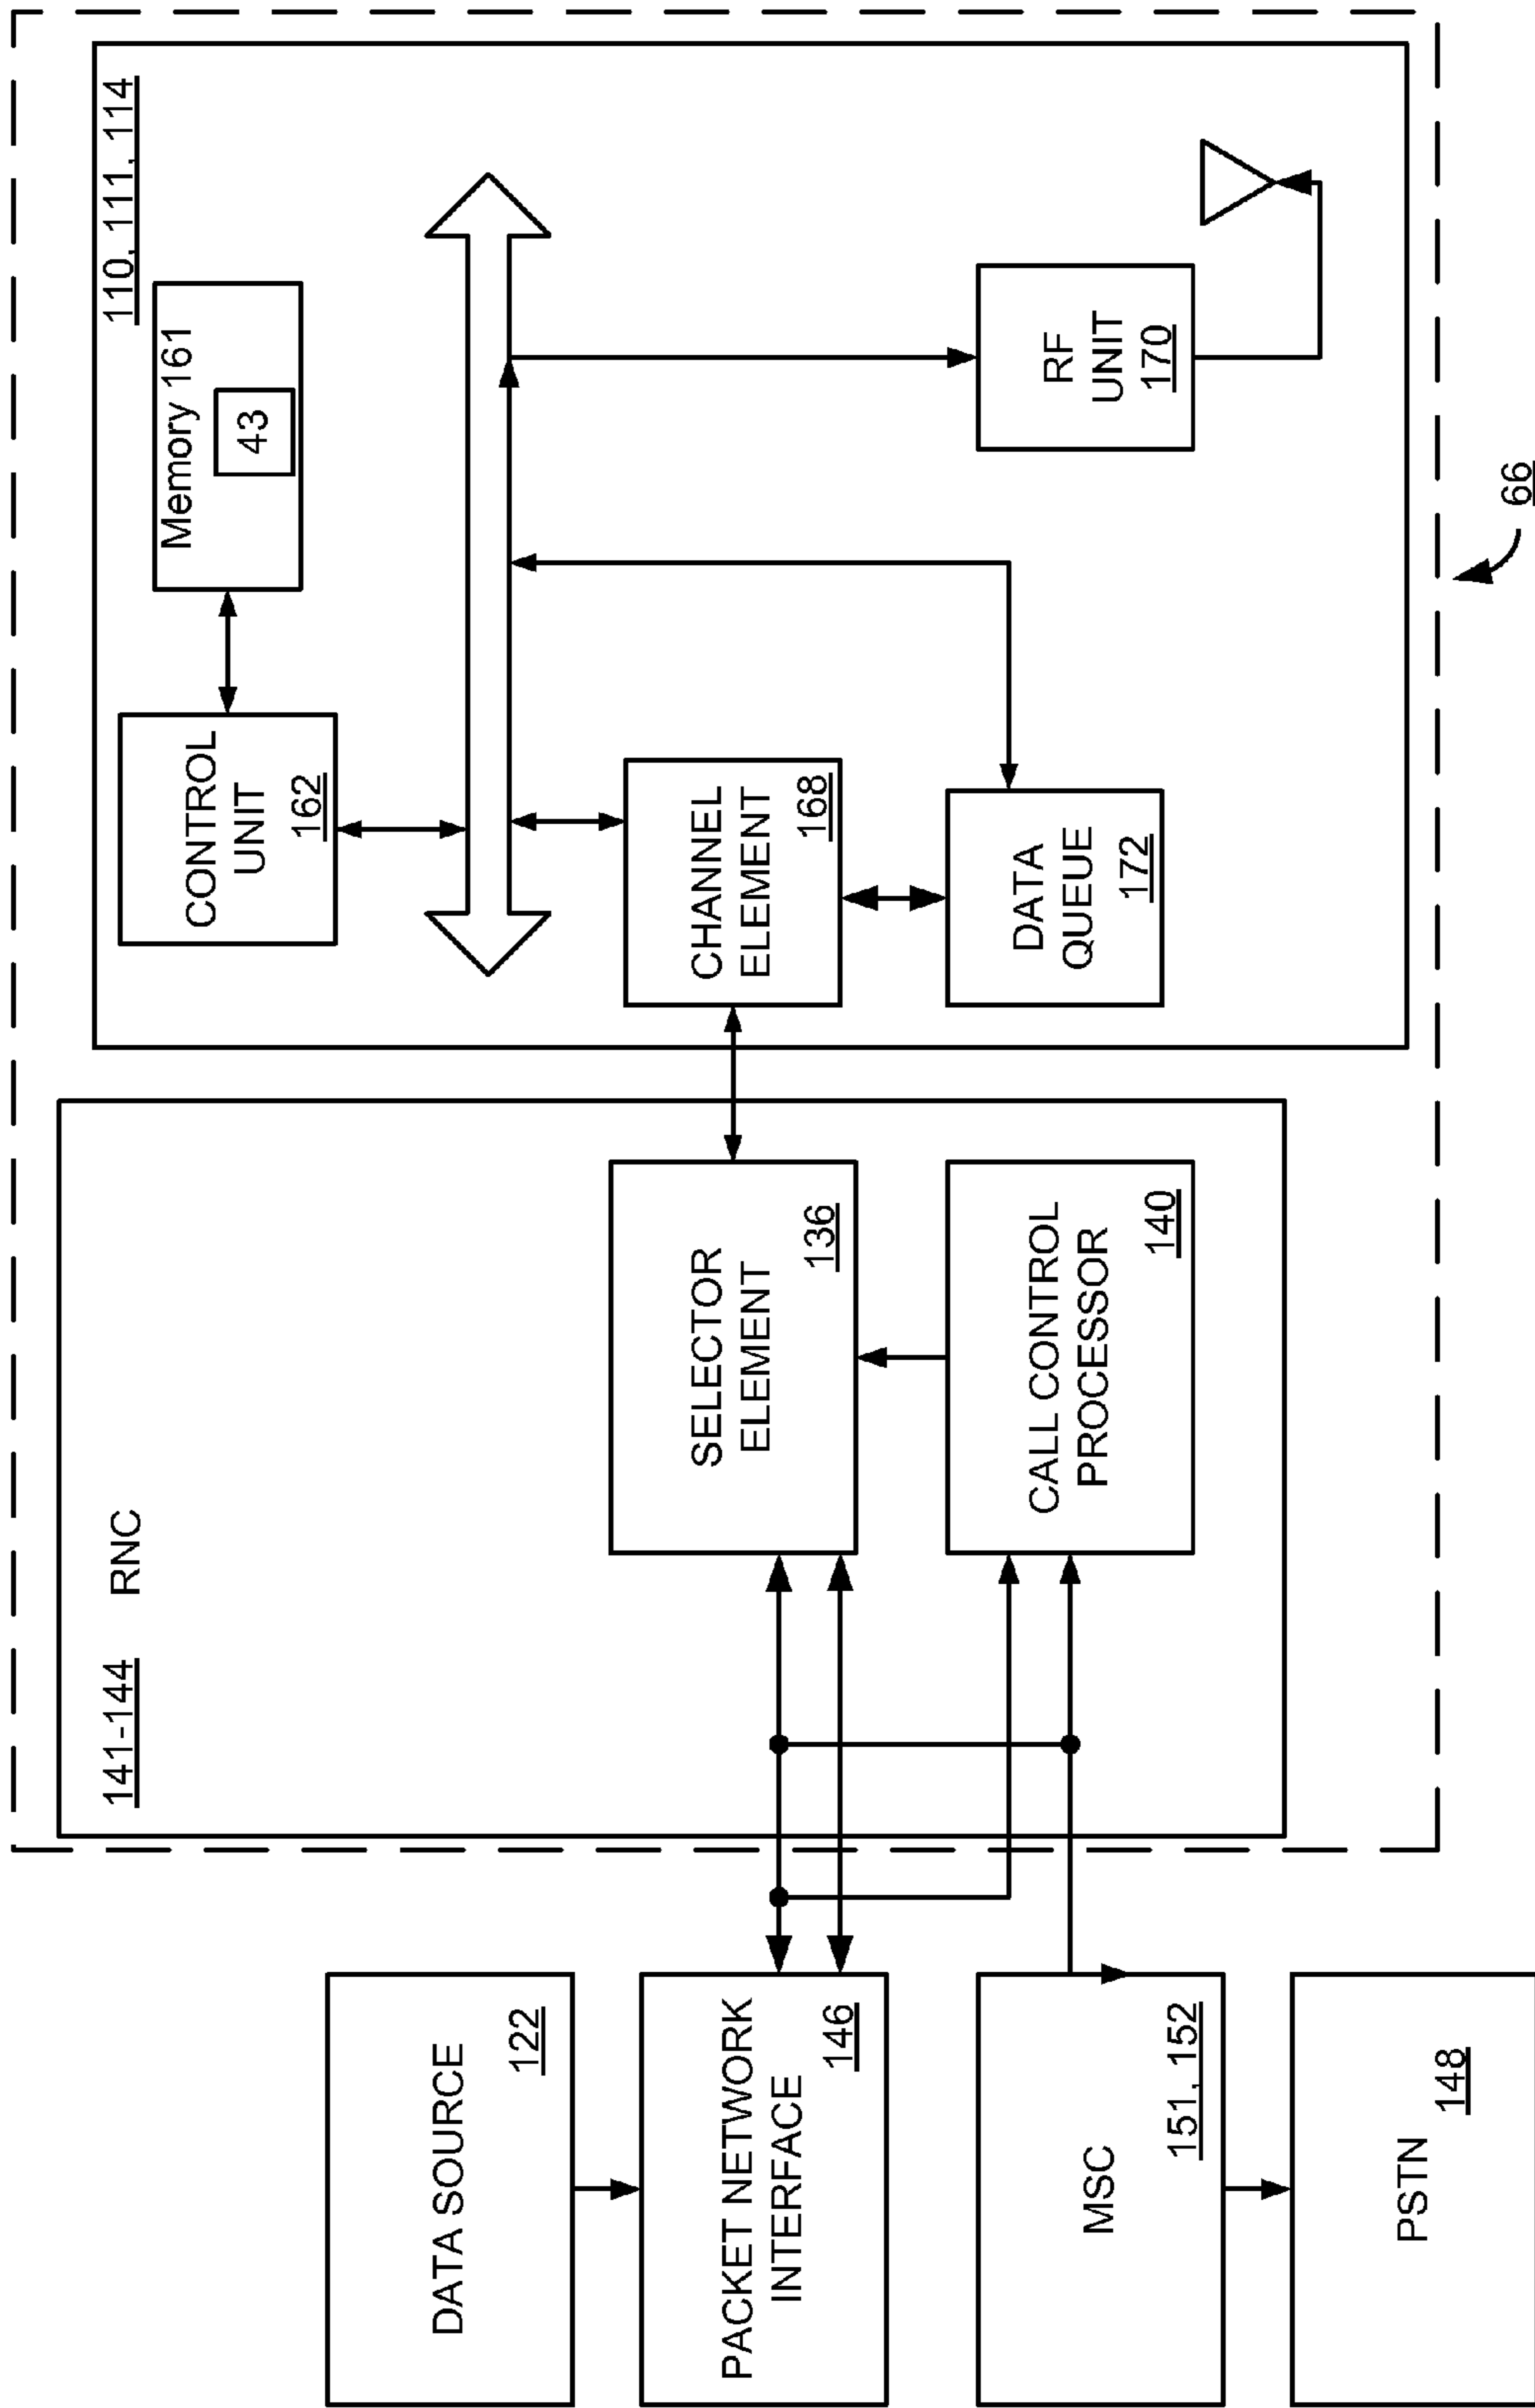 DATA SOURCE
122
PACKET NETWORK
INTERFACE
146
MSC
151, 152
PSTN
148
141-144
RNC
SELECTOR
ELEMENT
136
CALL CONTROL
PROCESSOR
140
110, 111, 114
CONTROL
UNIT
162
Memory 161
43
CHANNEL
ELEMENT
168
DATA
QUEUE
172
RF
UNIT
170
66